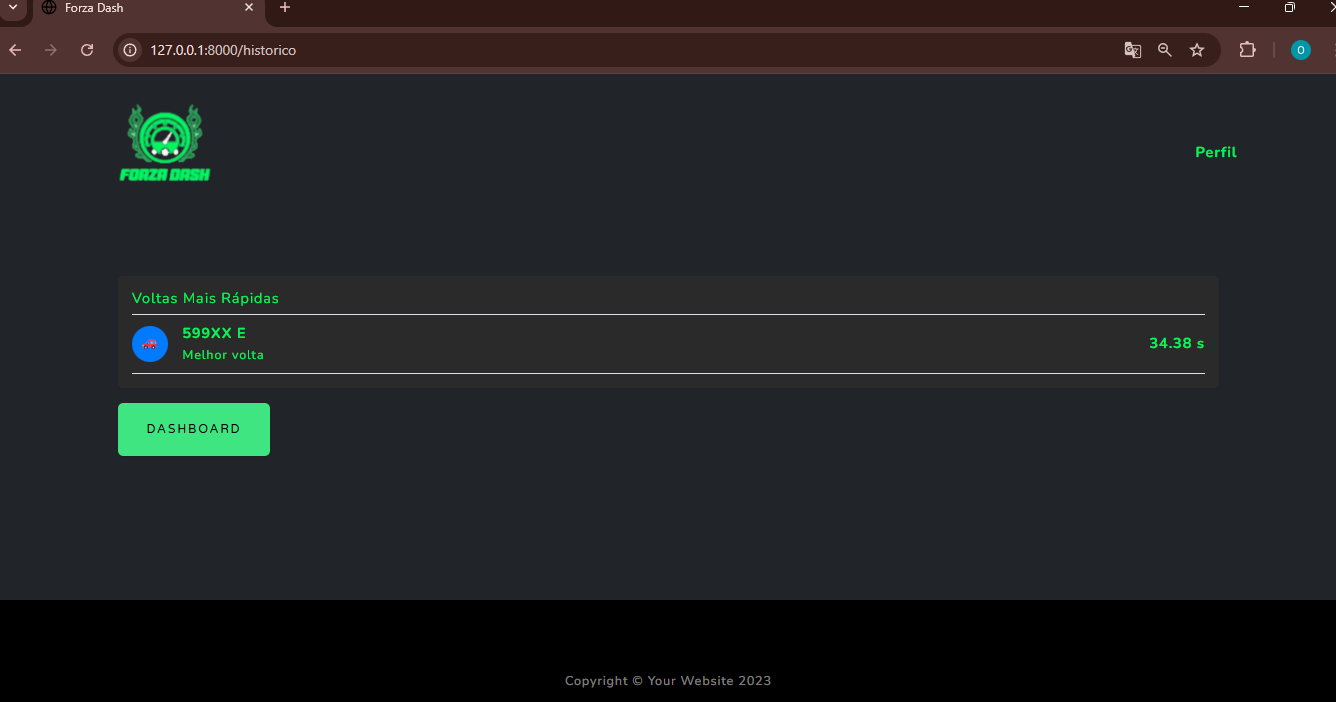 Forza Dash
127.0.0.1:8000/historico
O
FORZA DASH
Perfil
Voltas Mais Rápidas
599XX E
Melhor volta
34.38 s
DASHBOARD
Copyright © Your Website 2023